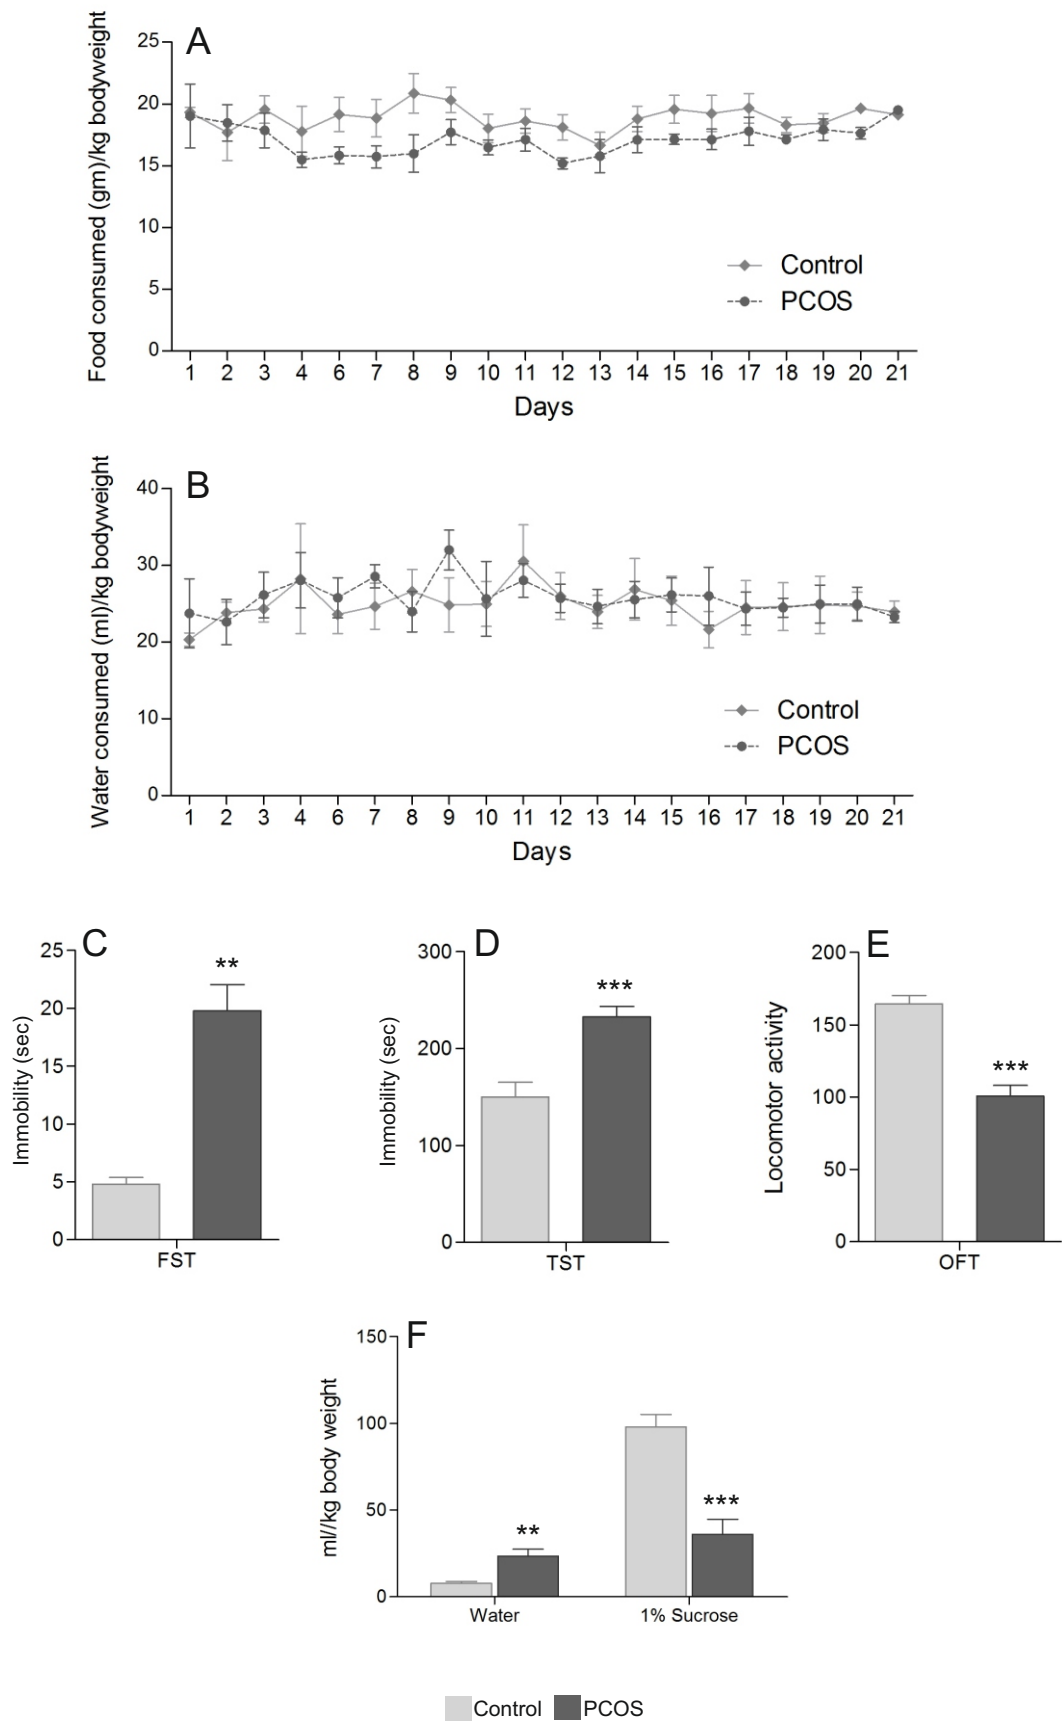 A
Food consumed (gm)/kg bodyweight
25
20
15
10
5
0
Control
PCOS
1 2 3 4 6 7 8 9 10 11 12 13 14 15 16 17 18 19 20 21
Days
B
Water consumed (ml)/kg bodyweight
40
30
20
10
0
Control
PCOS
1 2 3 4 6 7 8 9 10 11 12 13 14 15 16 17 18 19 20 21
Days
C
Immobility (sec)
25
20
15
10
5
0
**
FST
D
Immobility (sec)
300
200
100
0
***
TST
E
Locomotor activity
200
150
100
50
0
***
OFT
F
ml//kg body weight
150
100
50
0
**
***
Water
1% Sucrose
Control PCOS